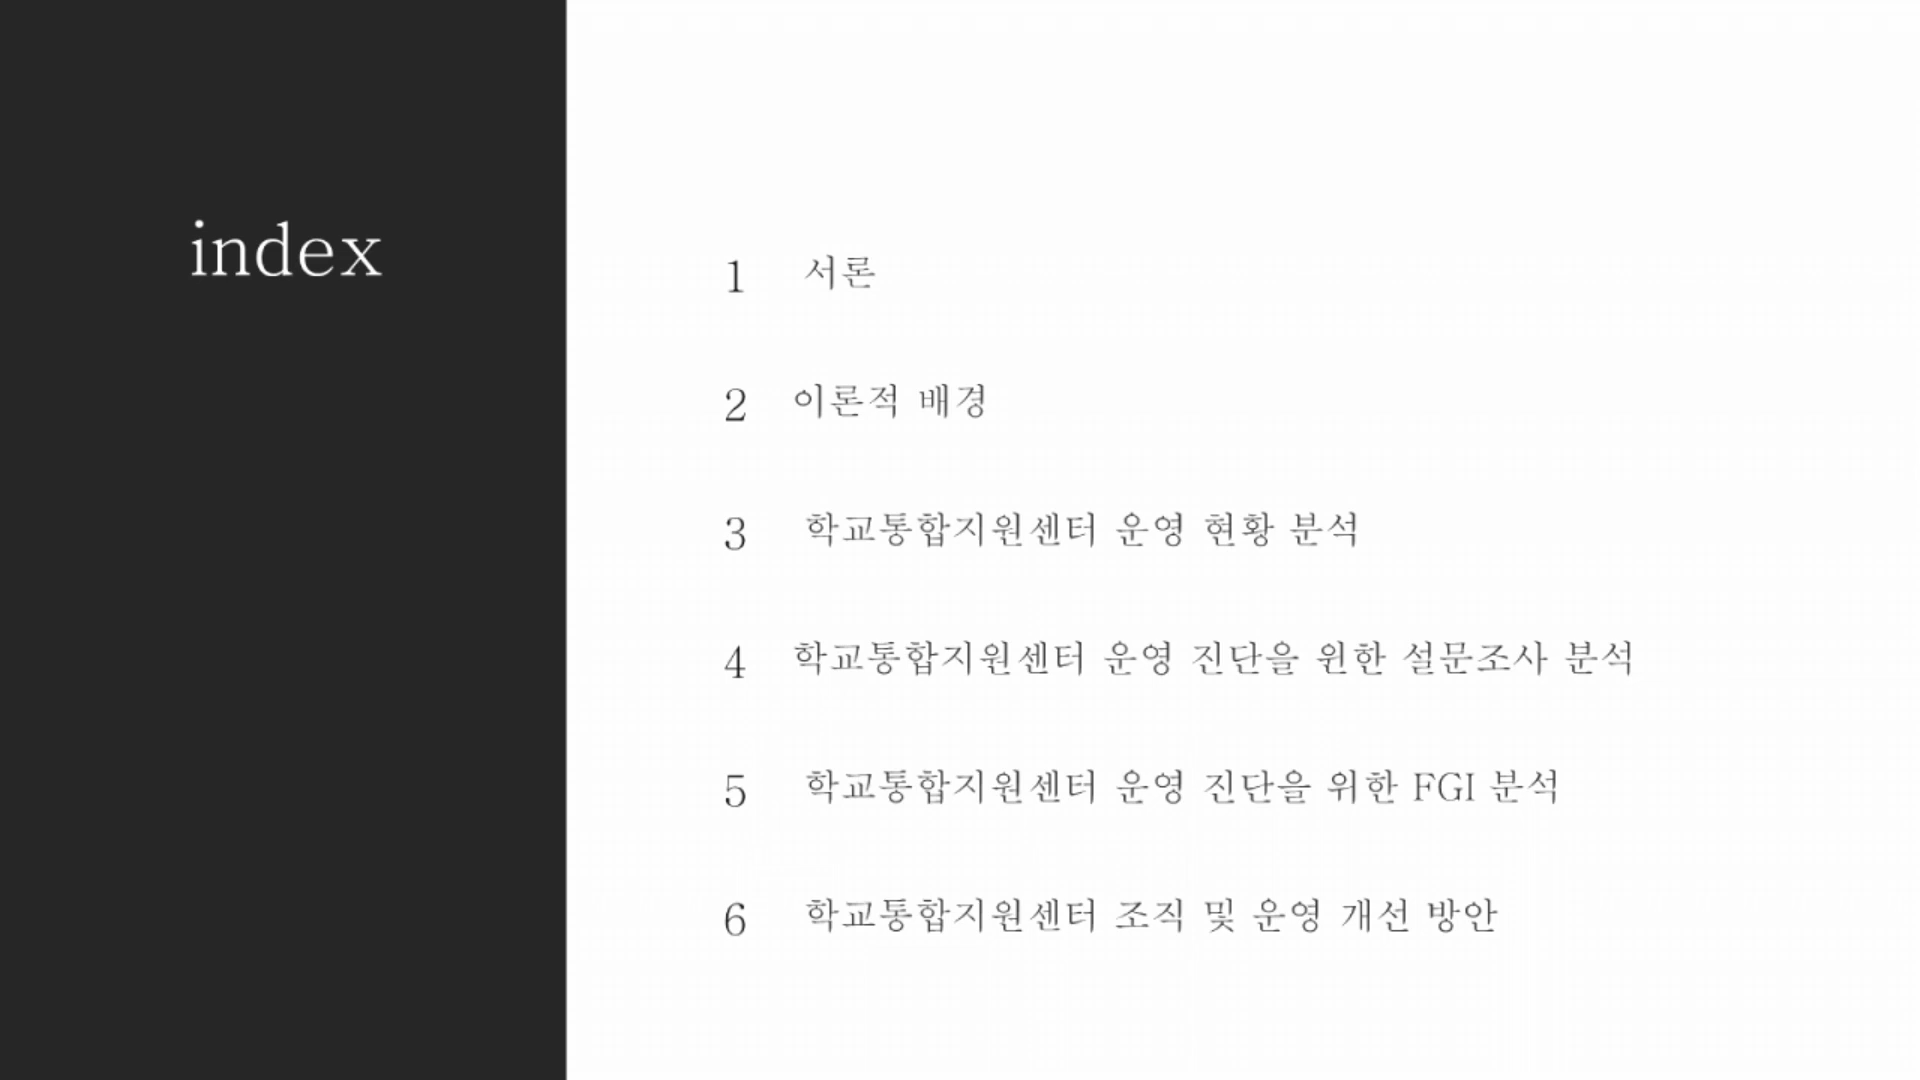 index
1 서론
2 이론적 배경
3 학교통합지원센터 운영 현황 분석
4 학교통합지원센터 운영 진단을 윈한 설문조사 분석
5 학교통합지원센터 운영 진단을 위한 FGI 분석
6 학교통합지원센터 조직 및 운영 개선 방안